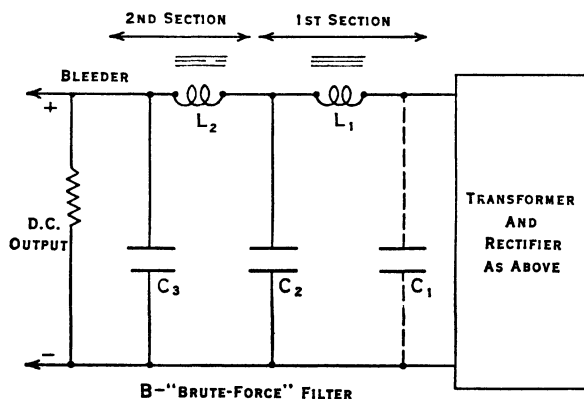 2ND SECTION
1ST SECTION
BLEEDER
+
L2
L1
D.C.
OUTPUT
TRANSFORMER
AND
RECTIFIER
AS ABOVE
C3
C2
C1
−
B-"BRUTE-FORCE" FILTER